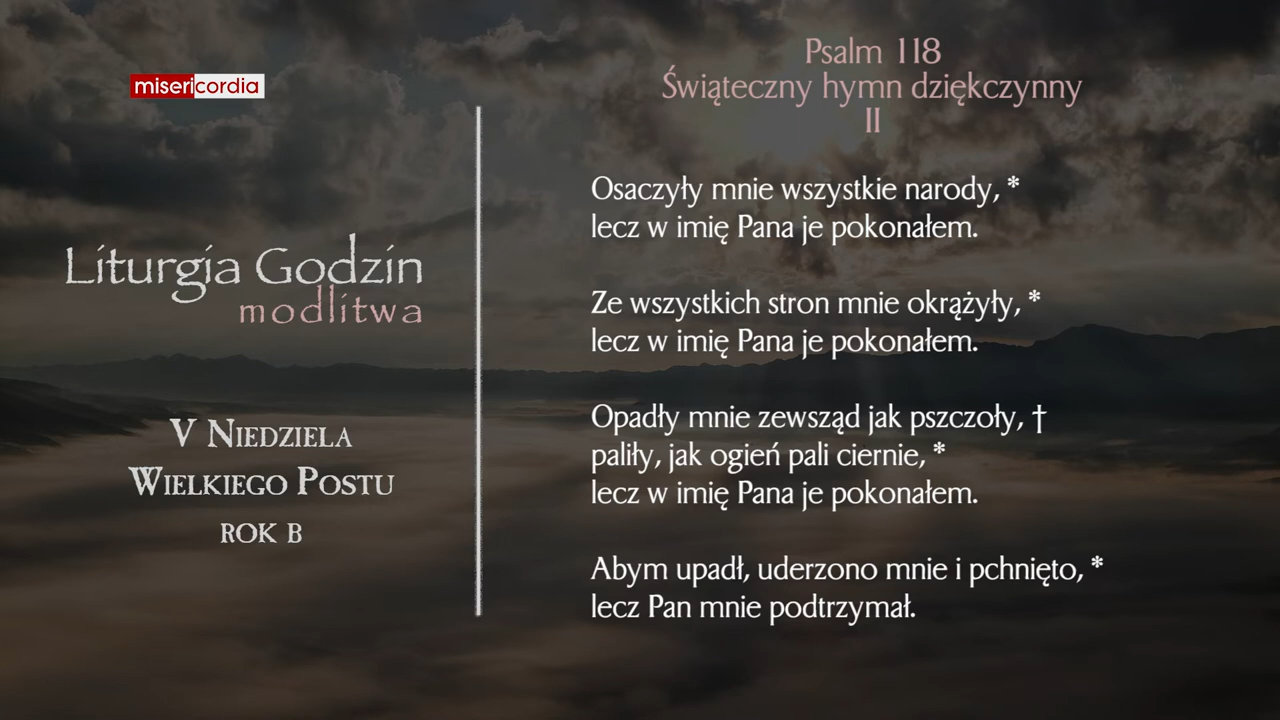 misericordia
Liturgia Godzin
modlitwa
V Niedziela
Wielkiego Postu
rok B
Psalm 118
Świąteczny hymn dziękczynny
II
Osaczyły mnie wszystkie narody, *
lecz w imię Pana je pokonałem.
Ze wszystkich stron mnie okrążyły, *
lecz w imię Pana je pokonałem.
Opadły mnie zewsząd jak pszczoły, †
paliły, jak ogień pali ciernie, *
lecz w imię Pana je pokonałem.
Abym upadł, uderzono mnie i pchnięto, *
lecz Pan mnie podtrzymał.